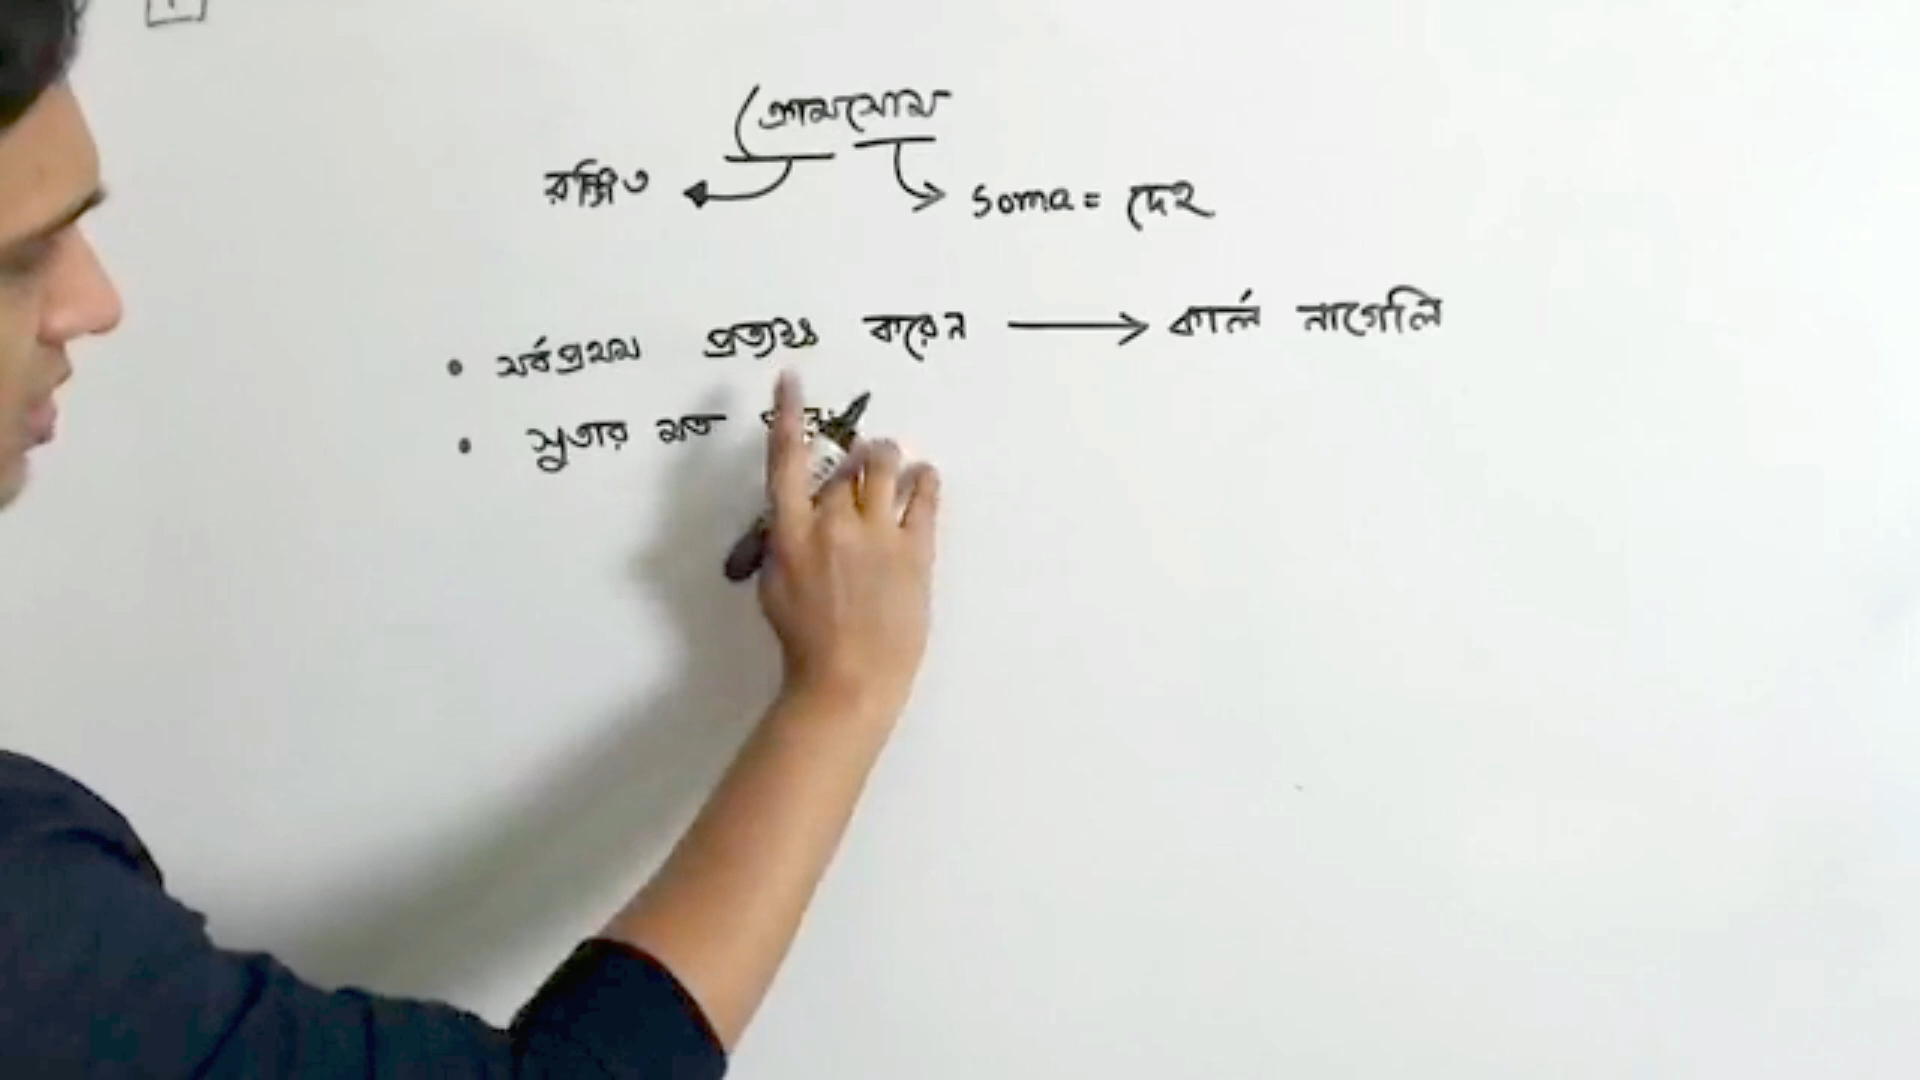 ক্রোমোসোম
রঞ্জিত
Soma = দেহ
• সর্বপ্রথম প্রত্যক্ষ করেন → কার্ল নাগেলি
• সুতার মত